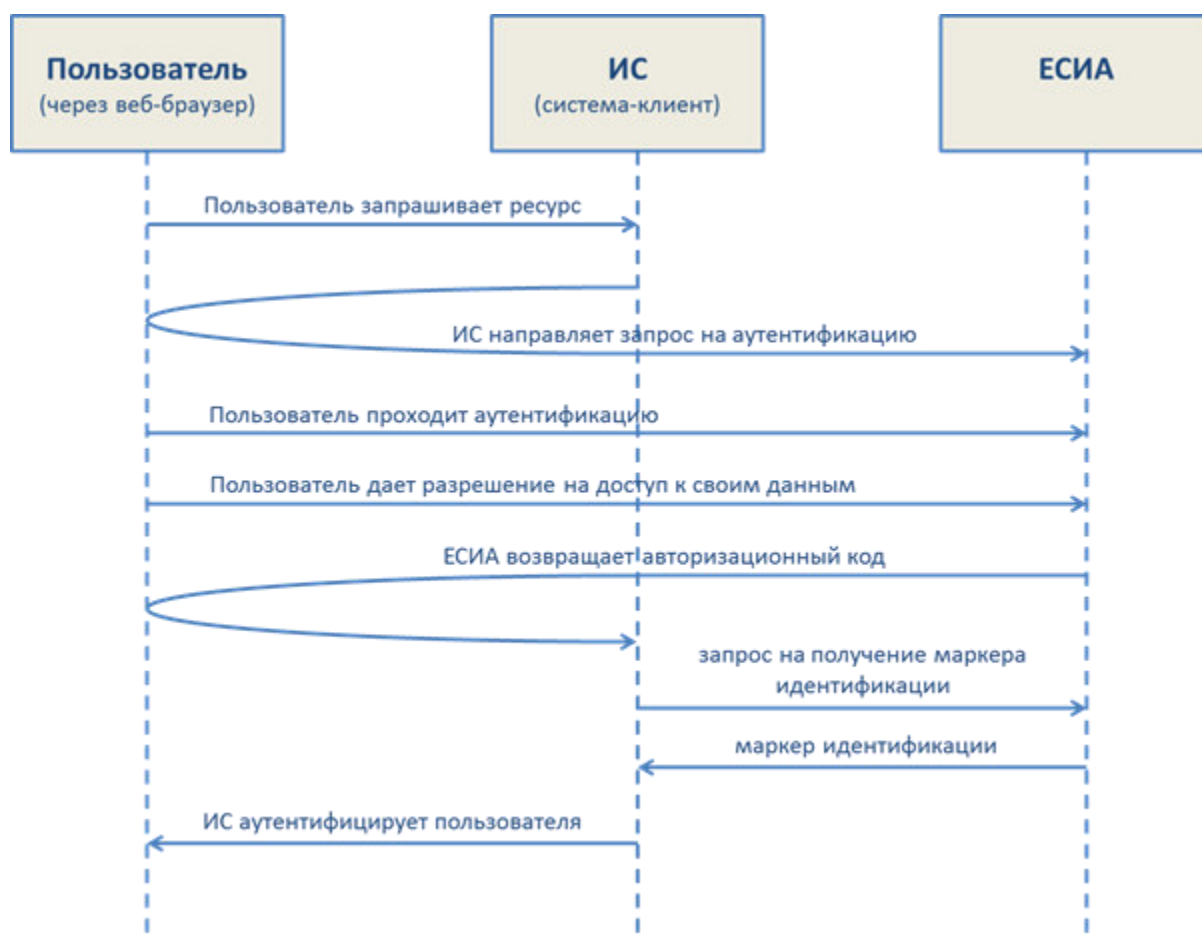 Пользователь
(через веб-браузер)
ИС
(система-клиент)
ЕСИА
Пользователь запрашивает ресурс
ИС направляет запрос на аутентификацию
Пользователь проходит аутентификацию
Пользователь дает разрешение на доступ к своим данным
ЕСИА возвращает авторизационный код
запрос на получение маркера
идентификации
маркер идентификации
ИС аутентифицирует пользователя